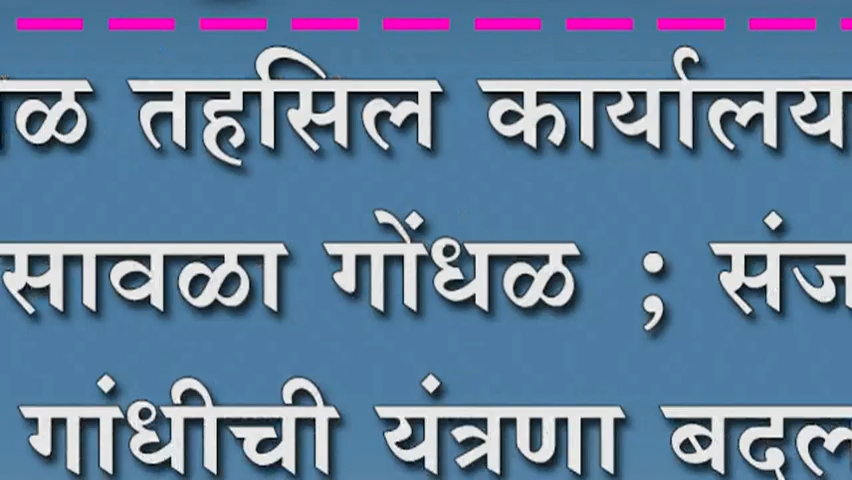 तहसिल कार्यालय
सावळा गोंधळ ; संज
गांधीची यंत्रणा बदल